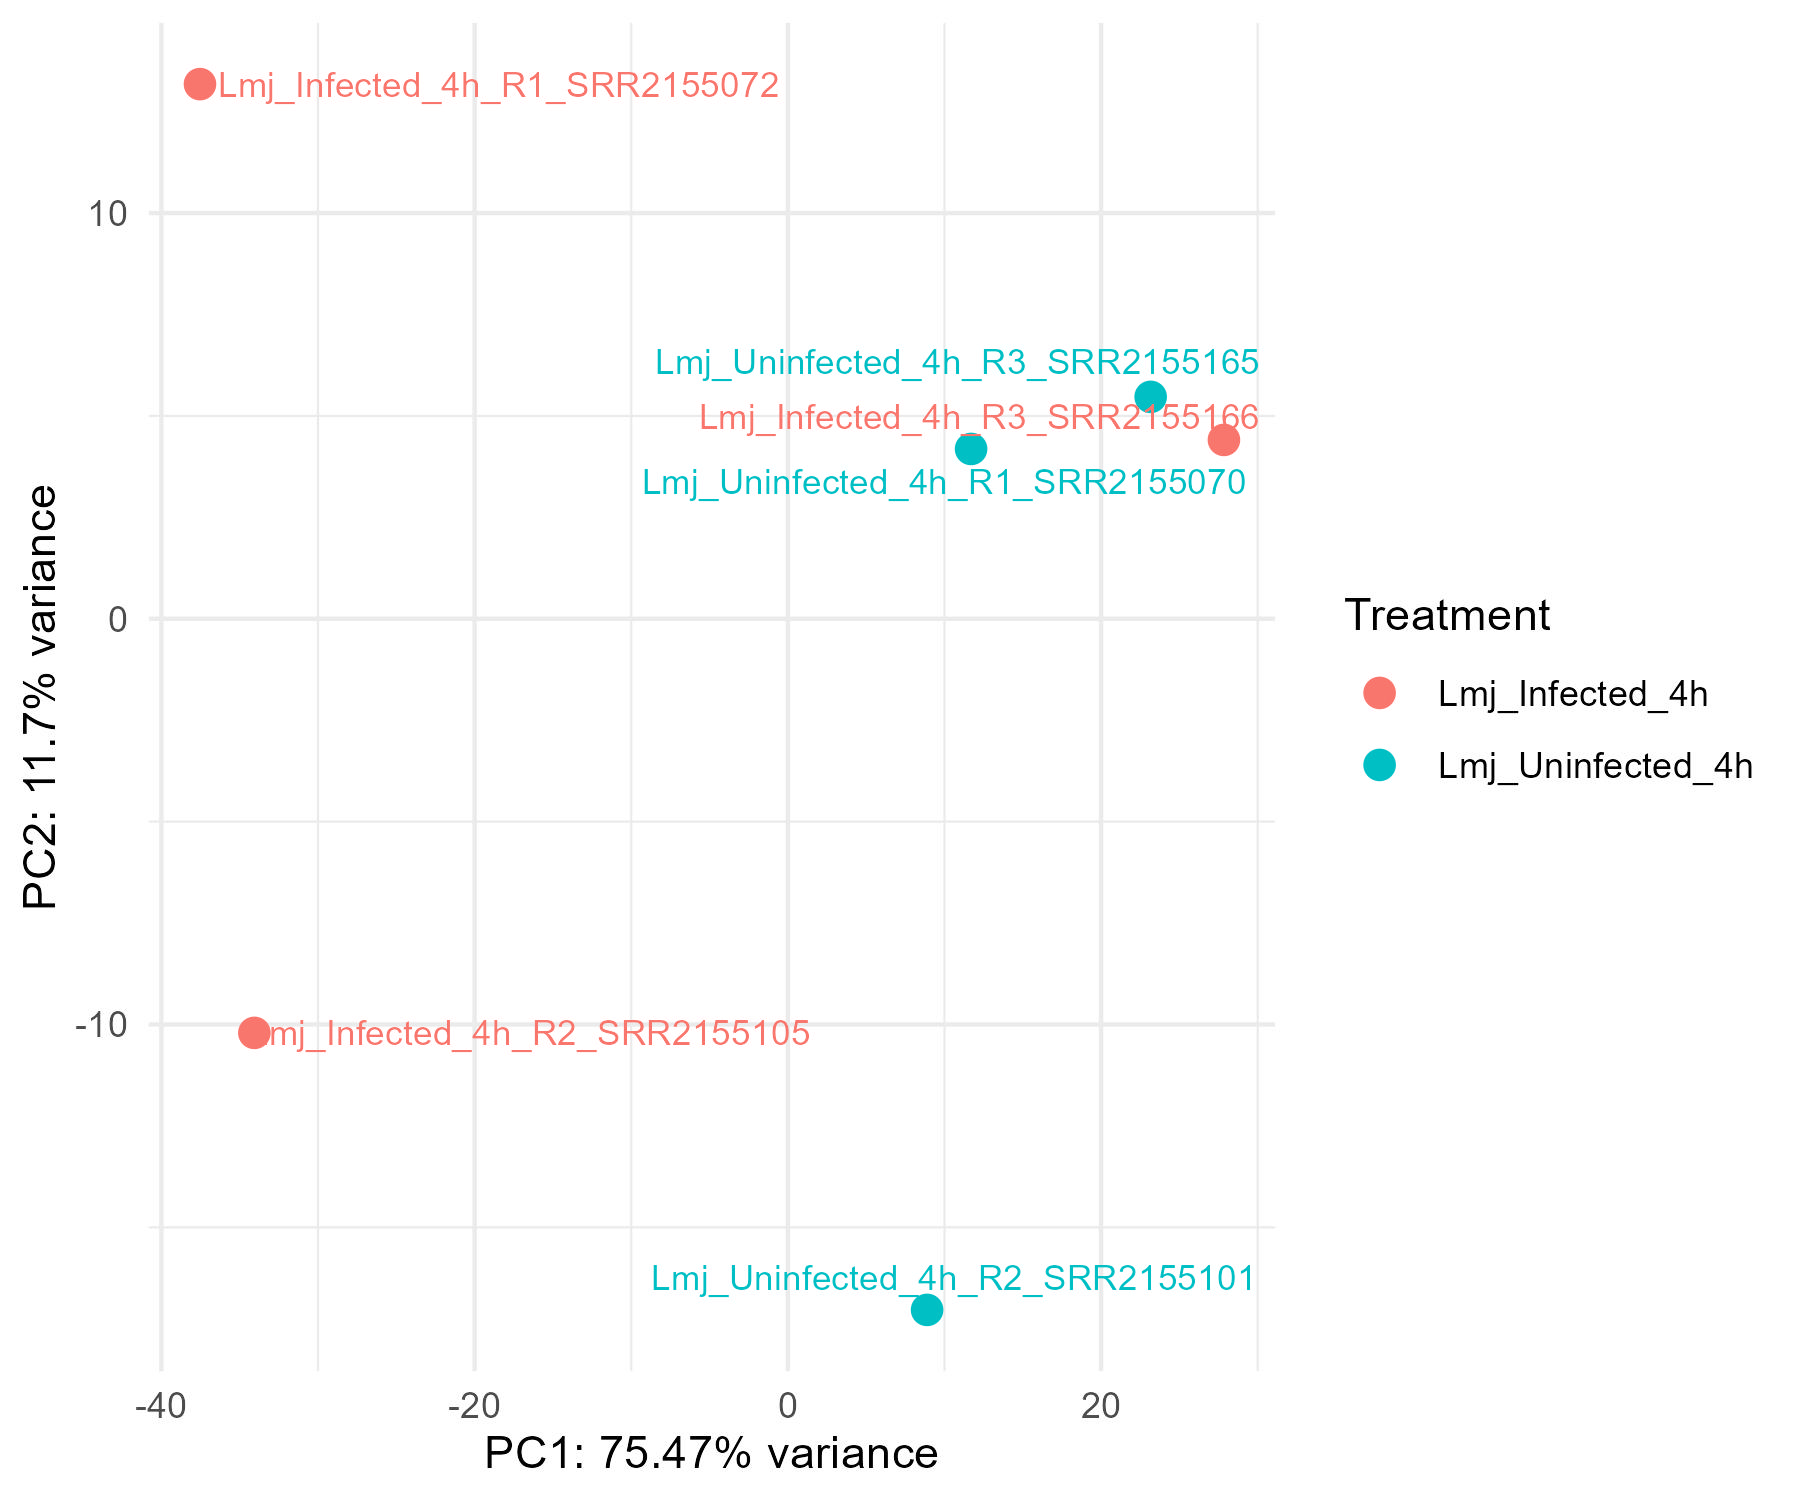 Lmj_Infected_4h_R1_SRR2155072
10
Lmj_Uninfected_4h_R3_SRR2155165
Lmj_Infected_4h_R3_SRR2155166
Lmj_Uninfected_4h_R1_SRR2155070
0
-10
Lmj_Infected_4h_R2_SRR2155105
Lmj_Uninfected_4h_R2_SRR2155101
-40
-20
0
20
PC1: 75.47% variance
PC2: 11.7% variance
Treatment
Lmj_Infected_4h
Lmj_Uninfected_4h